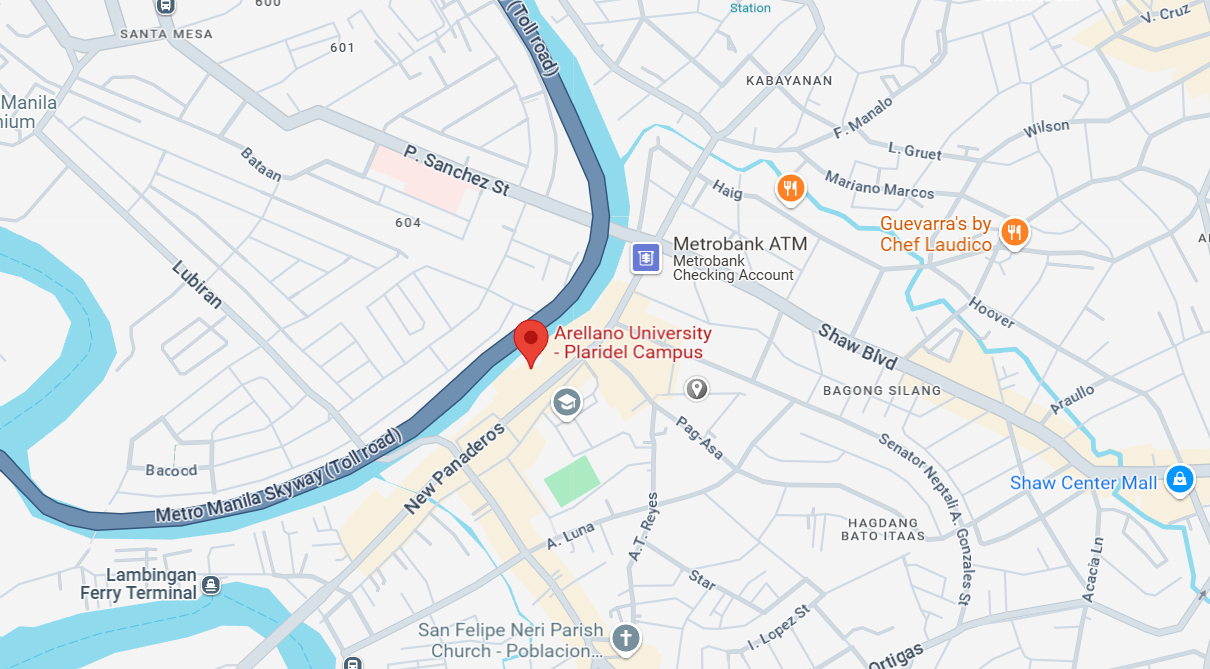 600
(Toll road)
Station
V. Cruz
SANTA MESA
601
KABAYANAN
Manila
F. Manalo
Wilson
L. Gruet
Bataan
P. Sanchez St
Haig
Mariano Marcos
604
Guevarra's by
Chef Laudico
Metrobank ATM
Metrobank
Checking Account
Lubiran
Hoover
Arellano University
- Plaridel Campus
Shaw Blvd
BAGONG SILANG
Araullo
Pag-Asa
New Panaderos
Senator Neptali A. Gonzales St
Bacood
Metro Manila Skyway (Toll road)
Shaw Center Mall
A. Luna
A.T. Reyes
HAGDANG
BATO ITAAS
Acacia Ln
Lambingan
Ferry Terminal
Star
I. Lopez St
San Felipe Neri Parish
Church - Poblacion...
Ortigas